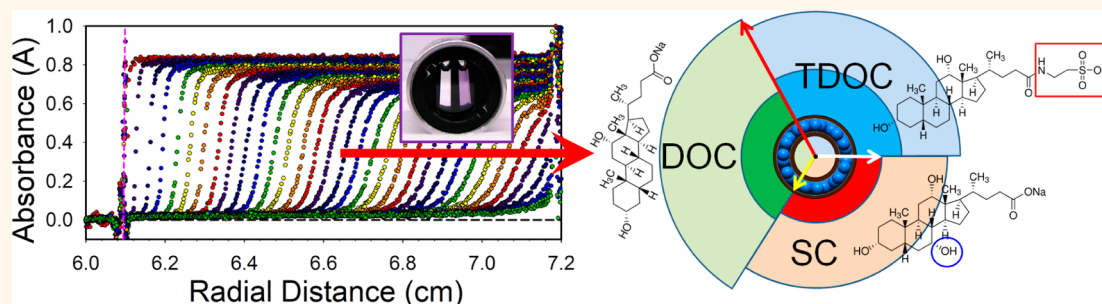 Absorbance (A)
1.0
0.8
0.6
0.4
0.2
0.0
6.0
6.2
6.4
6.6
6.8
7.0
7.2
Radial Distance (cm)
DOC
TDOC
SC
ONa
O
CH₃
CH₃
HO
H
H
H₃C
H
H
HO
OH
CH₃
H₃C
CH₃
H
N
O
O
S
O
O
H
H
H
HO
H
OH
CH₃
H₃C
CH₃
ONa
O
H
H
H
HO
H
OH